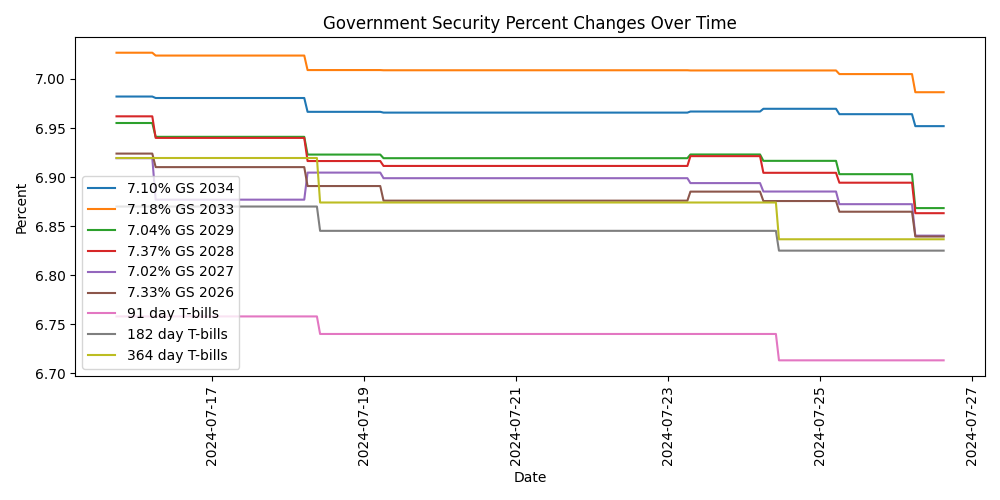 Government Security Percent Changes Over Time
Percent
7.00
6.95
6.90
6.85
6.80
6.75
6.70
7.10% GS 2034
7.18% GS 2033
7.04% GS 2029
7.37% GS 2028
7.02% GS 2027
7.33% GS 2026
91 day T-bills
182 day T-bills
364 day T-bills
2024-07-17
2024-07-19
2024-07-21
2024-07-23
2024-07-25
2024-07-27
Date